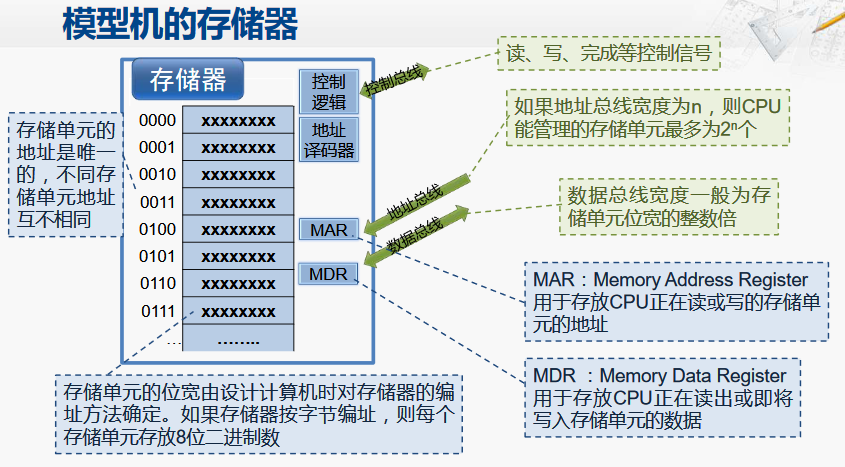 模型机的存储器
存储器
控制
逻辑
地址
译码器
MAR
MDR
控制总线
地址总线
数据总线
0000 xxxxxxxx
0001 xxxxxxxx
0010 xxxxxxxx
0011 xxxxxxxx
0100 xxxxxxxx
0101 xxxxxxxx
0110 xxxxxxxx
0111 xxxxxxxx
... ........
存储单元的
地址是唯一
的，不同存
储单元地址
互不相同
读、写、完成等控制信号
如果地址总线宽度为n，则CPU
能管理的存储单元最多为2ⁿ个
数据总线宽度一般为存
储单元位宽的整数倍
MAR：Memory Address Register
用于存放CPU正在读或写的存储单
元的地址
MDR ：Memory Data Register
用于存放CPU正在读出或即将
写入存储单元的数据
存储单元的位宽由设计计算机时对存储器的编
址方法确定。如果存储器按字节编址，则每个
存储单元存放8位二进制数